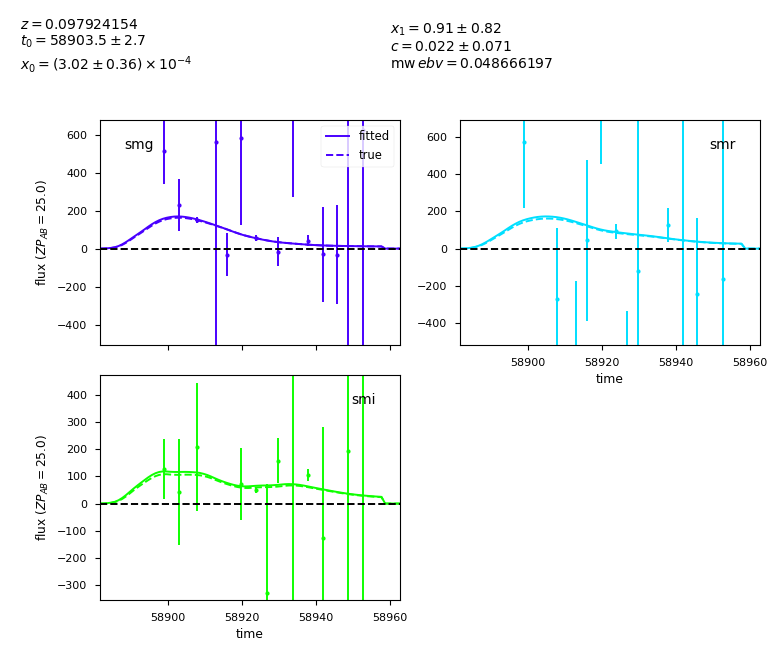 z = 0.097924154
t₀ = 58903.5 ± 2.7
x₀ = (3.02 ± 0.36) × 10⁻⁴
x₁ = 0.91 ± 0.82
c = 0.022 ± 0.071
mw ebv = 0.048666197
smg
fitted
true
600
400
200
0
−200
−400
flux (ZP_AB = 25.0)
smr
600
400
200
0
−200
−400
58900 58920 58940 58960
time
smi
400
300
200
100
0
−100
−200
−300
flux (ZP_AB = 25.0)
58900 58920 58940 58960
time